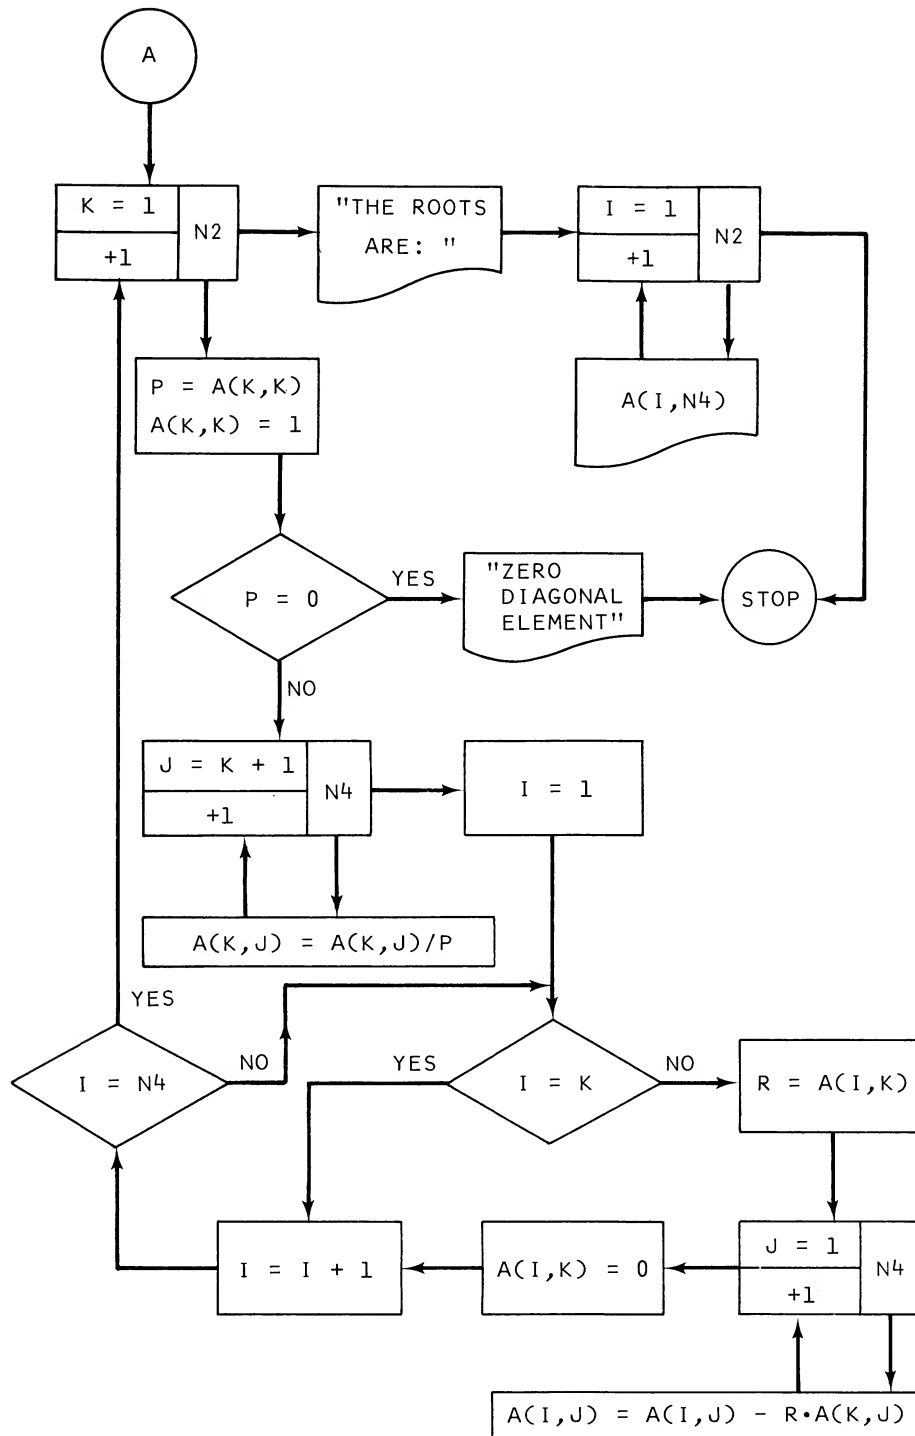 A
K = 1
+1
N2
"THE ROOTS
ARE: "
I = 1
+1
N2
P = A(K,K)
A(K,K) = 1
A(I,N4)
P = 0
YES
"ZERO
DIAGONAL
ELEMENT"
STOP
NO
J = K + 1
+1
N4
I = 1
A(K,J) = A(K,J)/P
YES
I = N4
NO
YES
I = K
NO
R = A(I,K)
I = I + 1
A(I,K) = 0
J = 1
+1
N4
A(I,J) = A(I,J) - R•A(K,J)